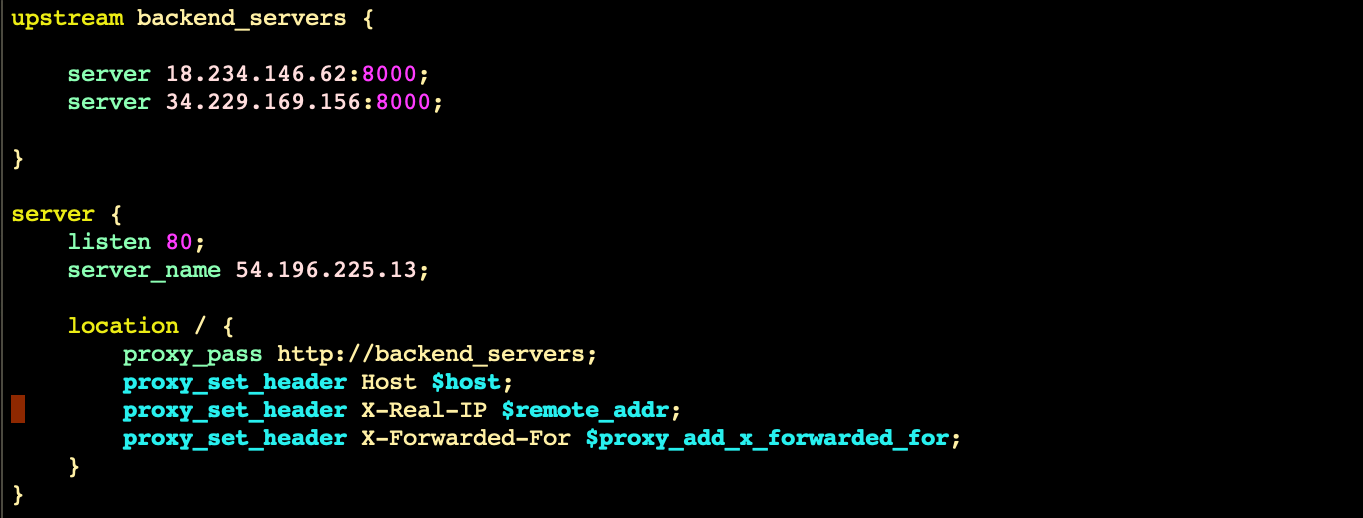 upstream backend_servers {
server 18.234.146.62:8000;
server 34.229.169.156:8000;
}
server {
listen 80;
server_name 54.196.225.13;
location / {
proxy_pass http://backend_servers;
proxy_set_header Host $host;
proxy_set_header X-Real-IP $remote_addr;
proxy_set_header X-Forwarded-For $proxy_add_x_forwarded_for;
}
}